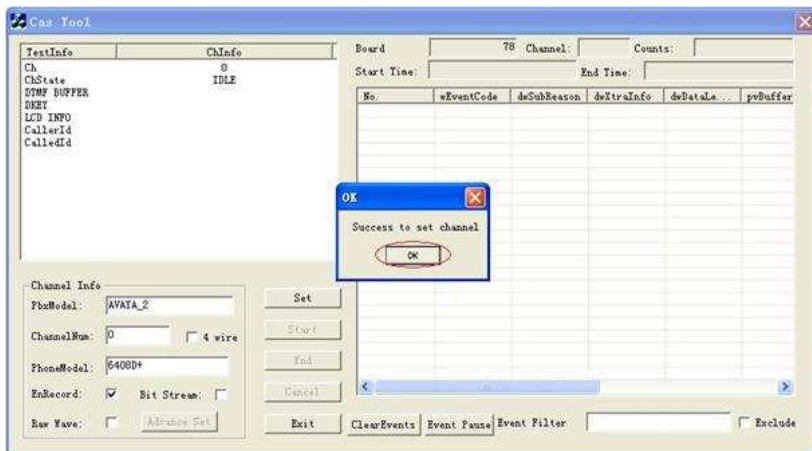 Cas Tool
TestInfo ChInfo
Ch 0
ChState IDLE
DTMF BUFFER
DKEY
LCD INFO
CallerId
CalledId
Board 78 Channel: Counts:
Start Time: End Time:
No. wEventCode dwSubReason dwXtraInfo dwDataLe... pvBuffer
OK
Success to set channel
OK
Channel Info
PbxModel: AVAYA_2
ChannelNum: 0 4 wire
PhoneModel: 6408D+
EnRecord: Bit Stream:
Raw Wave: Advance Set
Set
Start
End
Cancel
Exit
ClearEvents Event Pause Event Filter Exclude